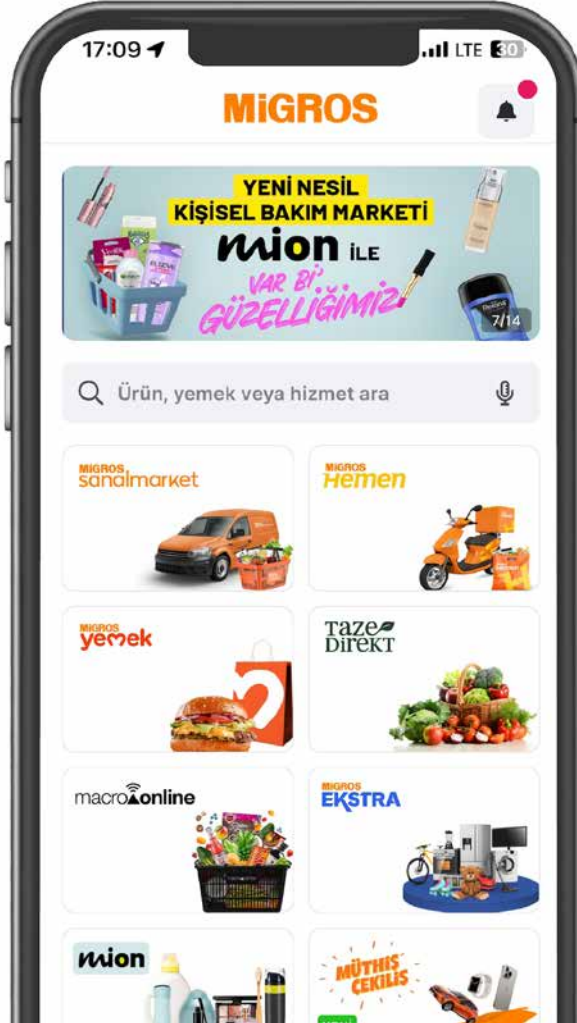 17:09
LTE 30
MiGROS
YENİ NESİL
KİŞİSEL BAKIM MARKETİ
mion İLE
VAR Bİ'
GÜZELLİĞİMİZ
7/14
Ürün, yemek veya hizmet ara
MiGROS
sanalmarket
MiGROS
Hemen
MiGROS
yemek
Taze
DİREKT
macroonline
MiGROS
EKSTRA
mion
MÜTHİŞ
ÇEKİLİŞ